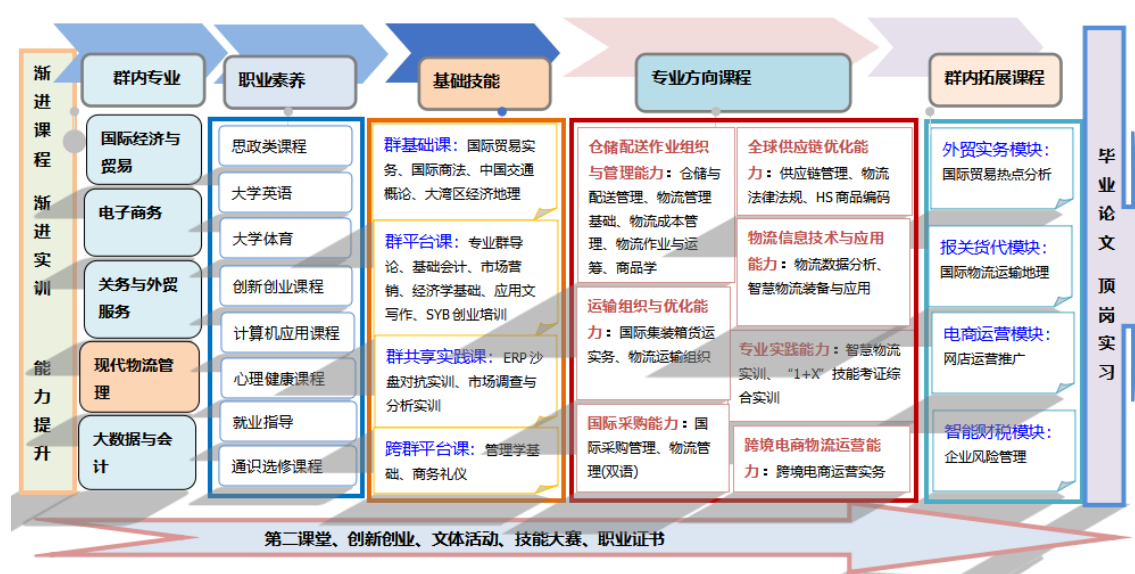 渐进课程 渐进实训 能力提升
群内专业
国际经济与
贸易
电子商务
关务与外贸
服务
现代物流管
理
大数据与会
计
职业素养
思政类课程
大学英语
大学体育
创新创业课程
计算机应用课程
心理健康课程
就业指导
通识选修课程
基础技能
群基础课：国际贸易实
务、国际商法、中国交通
概论、大湾区经济地理
群平台课：专业群导
论、基础会计、市场营
销、经济学基础、应用文
写作、SYB创业培训
群共享实践课：ERP沙
盘对抗实训、市场调查与
分析实训
跨群平台课：管理学基
础、商务礼仪
专业方向课程
仓储配送作业组织
与管理能力：仓储与
配送管理、物流管理
基础、物流成本管
理、物流作业与运
筹、商品学
运输组织与优化能
力：国际集装箱货运
实务、物流运输组织
国际采购能力：国
际采购管理、物流管
理(双语)
全球供应链优化能
力：供应链管理、物流
法律法规、HS商品编码
物流信息技术与应用
能力：物流数据分析、
智慧物流装备与应用
专业实践能力：智慧物流
实训、“1+X”技能考证综
合实训
跨境电商物流运营能
力：跨境电商运营实务
群内拓展课程
外贸实务模块：
国际贸易热点分析
报关货代模块：
国际物流运输地理
电商运营模块：
网店运营推广
智能财税模块：
企业风险管理
毕业论文 顶岗实习
第二课堂、创新创业、文体活动、技能大赛、职业证书